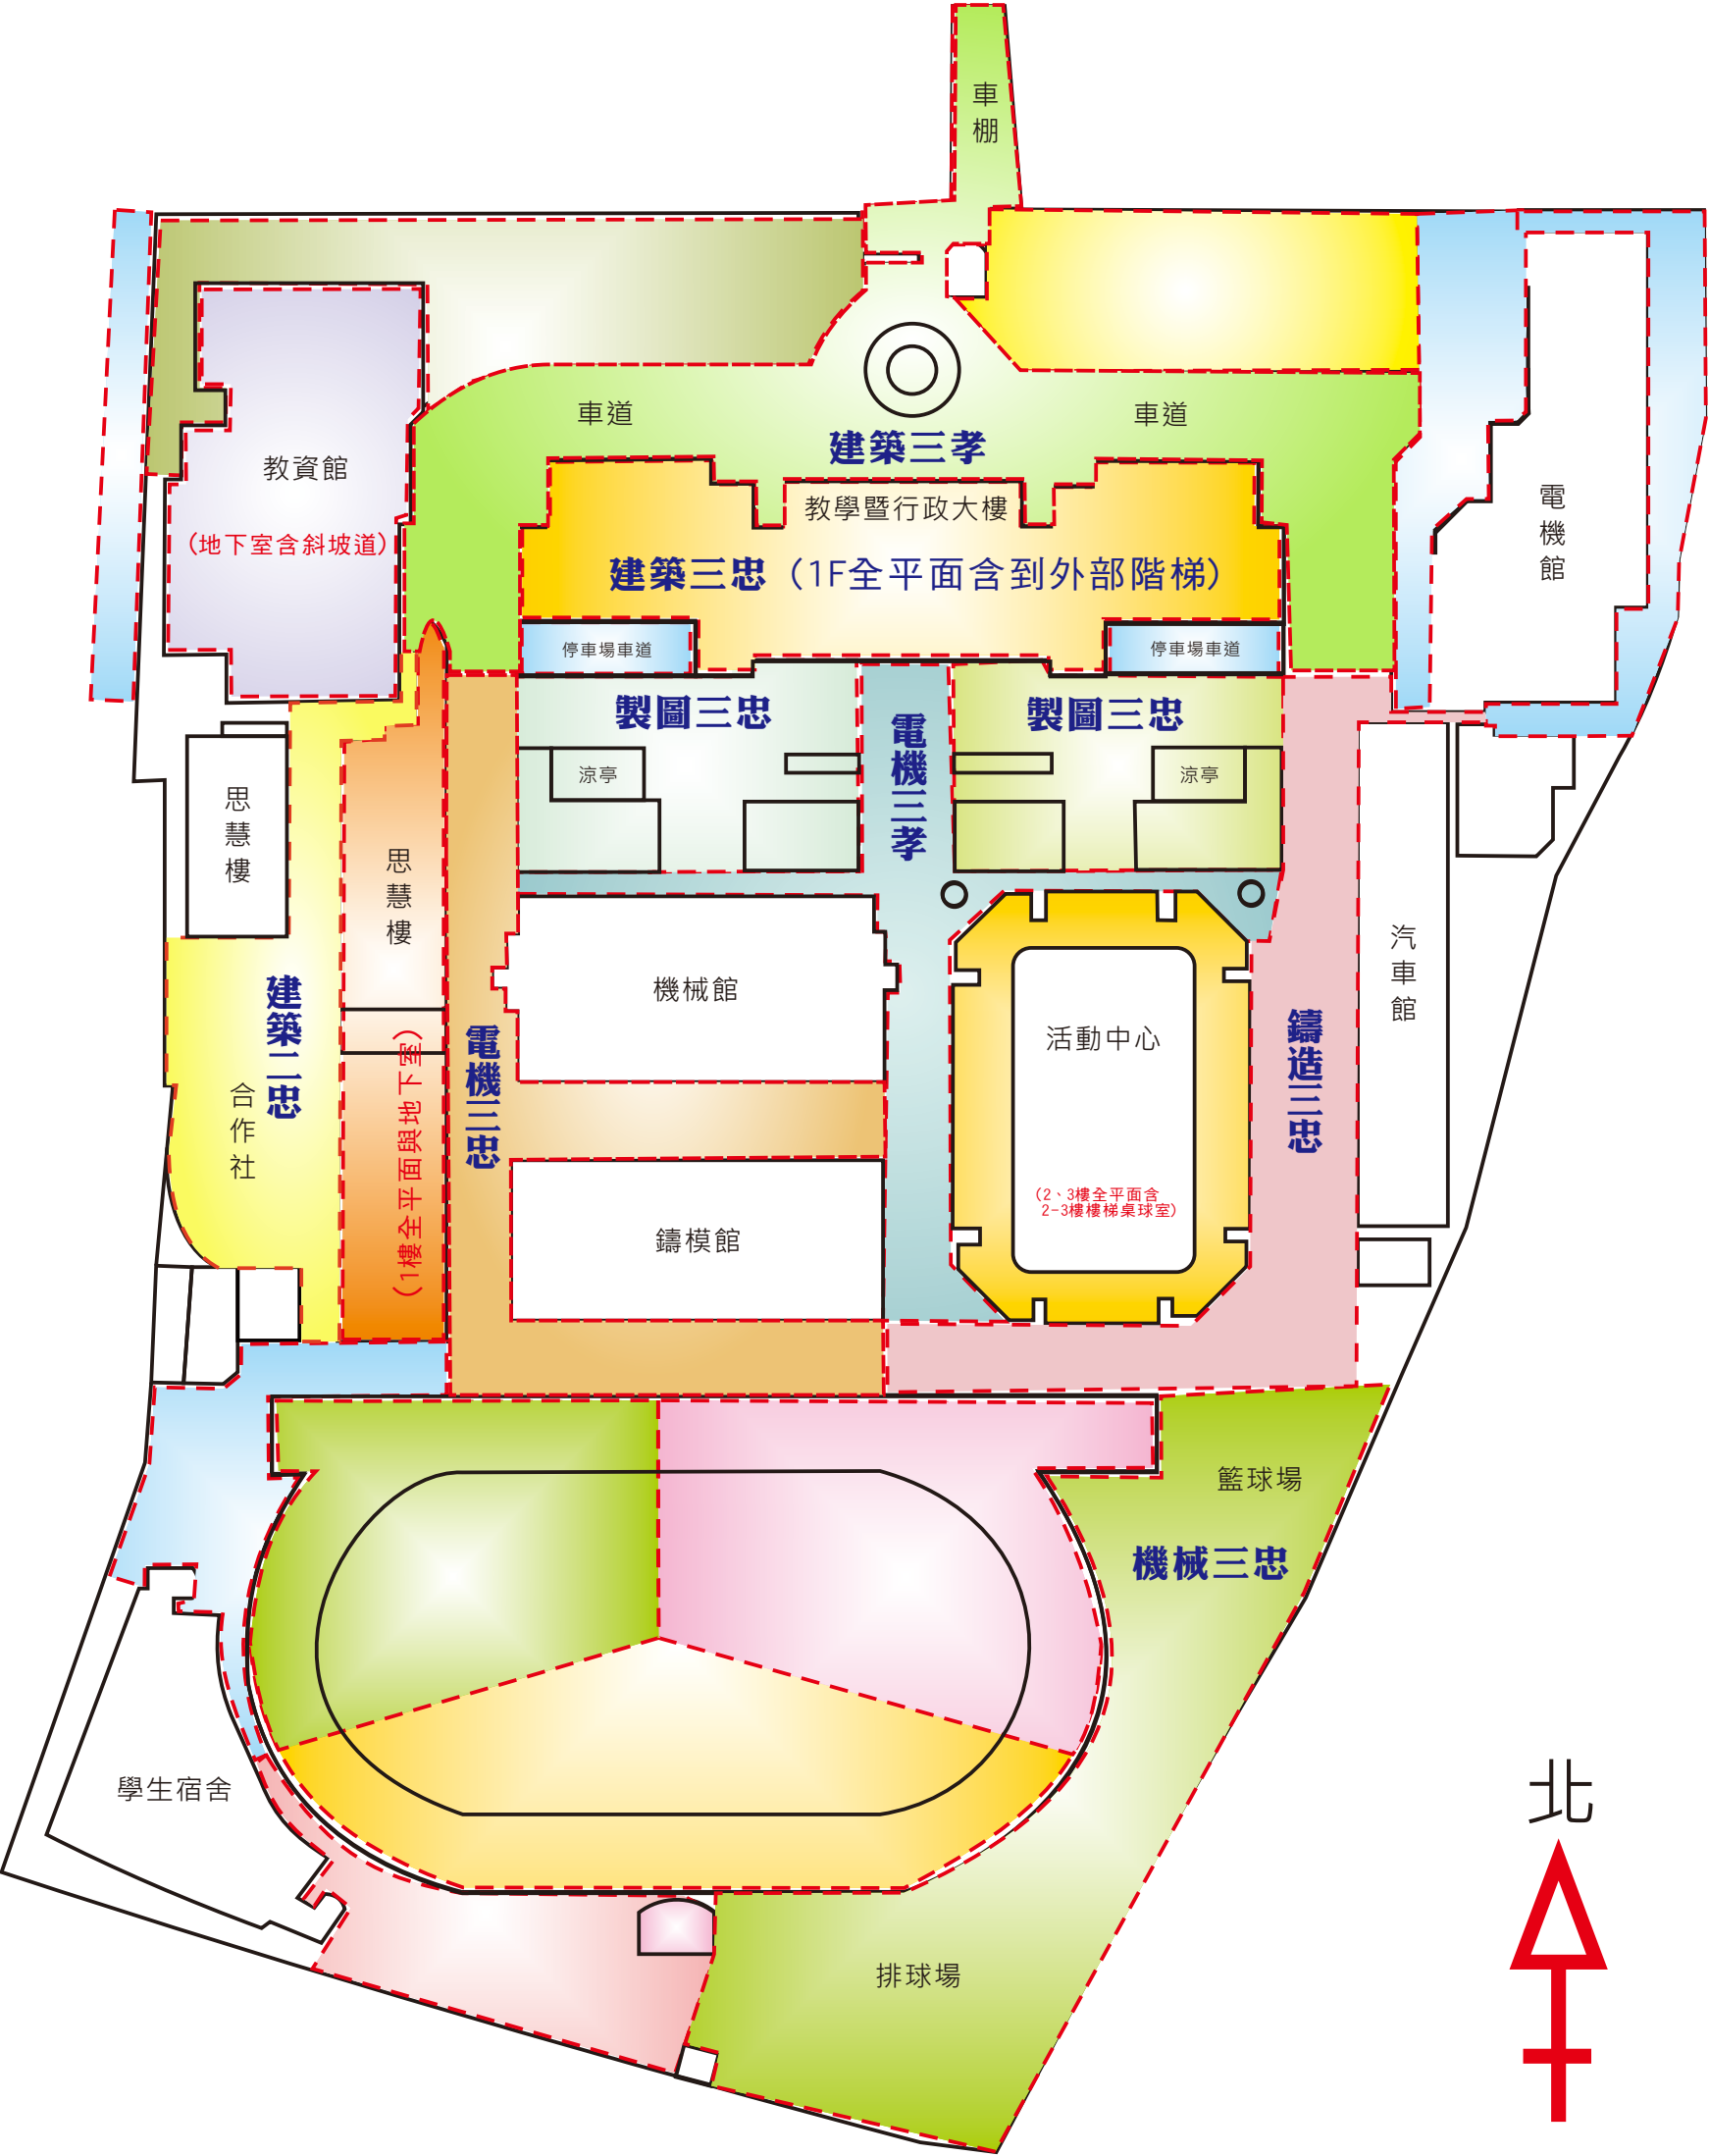 車棚
車道
車道
建築三孝
教學暨行政大樓
建築三忠（1F全平面含到外部階梯）
教資館
（地下室含斜坡道）
電機館
停車場車道
停車場車道
製圖三忠
製圖三忠
電機三孝
涼亭
涼亭
思慧樓
思慧樓
汽車館
機械館
建築二忠
電機三忠
活動中心
鑄造三忠
合作社
（1樓全平面與地下室）
（2、3樓全平面含
2-3樓樓梯桌球室）
鑄模館
籃球場
機械三忠
學生宿舍
排球場
北